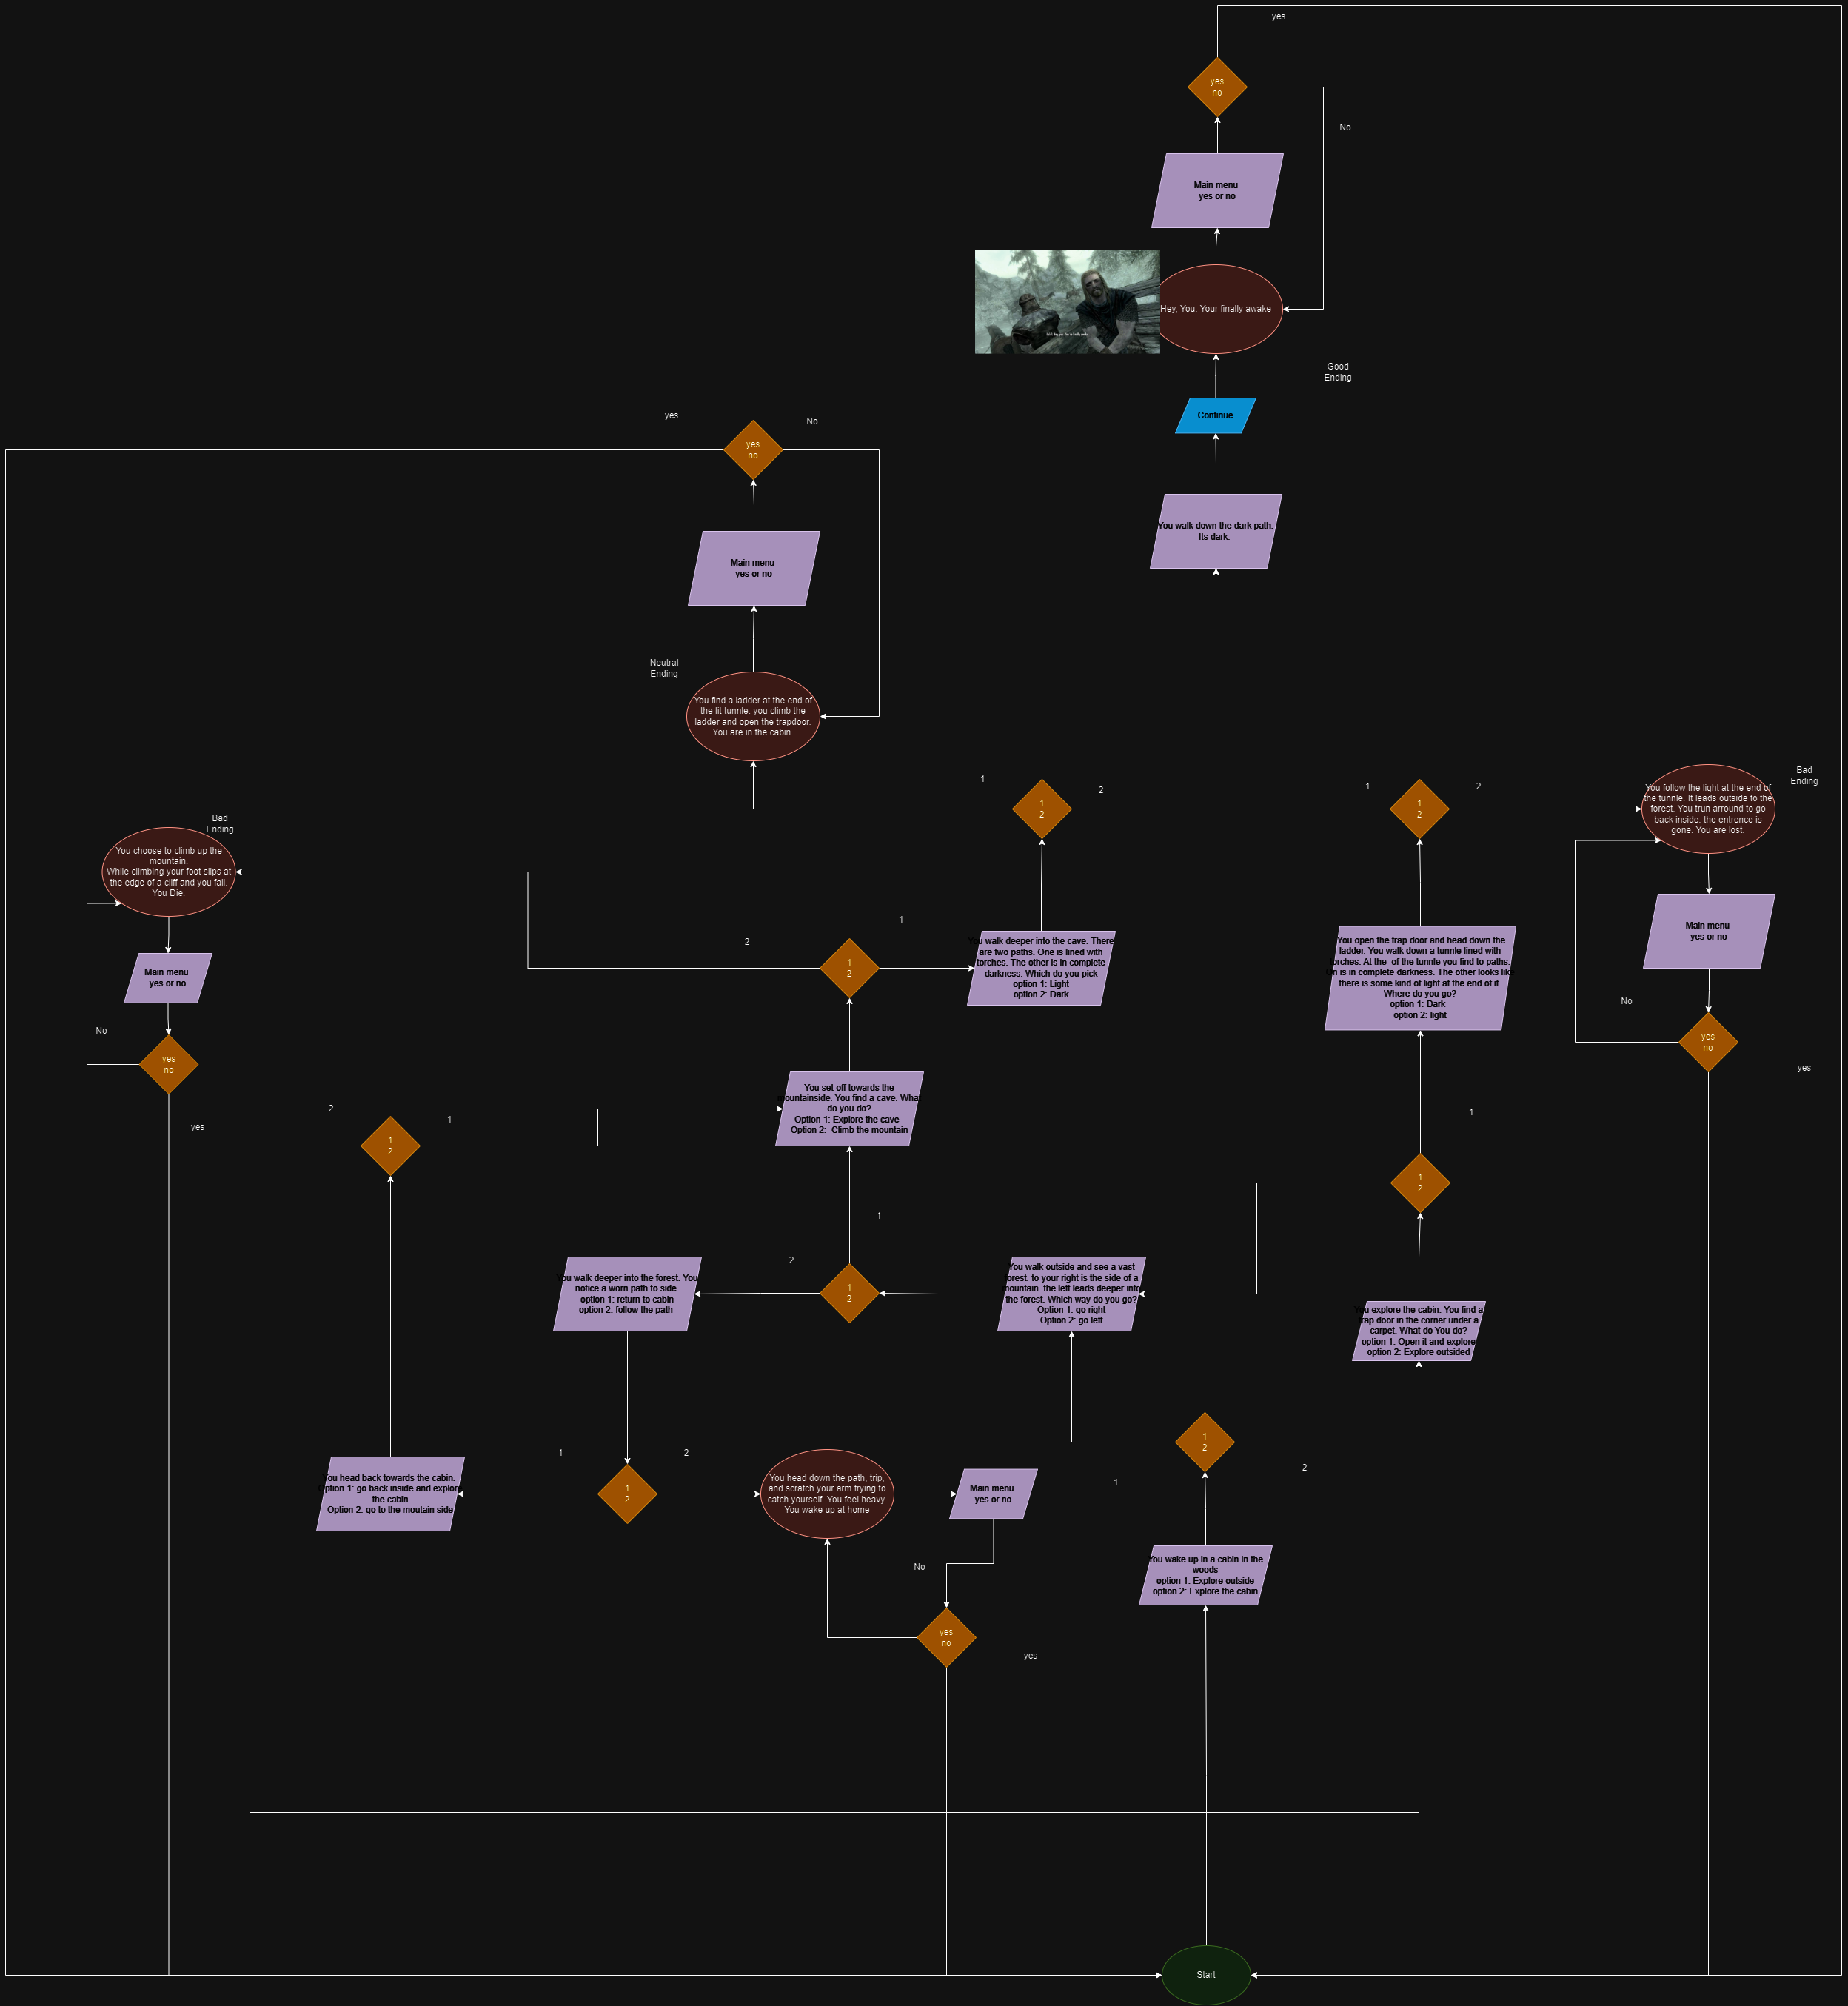 yes
yes
no
No
Main menu
yes or no
Hey, You. Your finally awake
Good
Ending
Continue
yes
No
yes
no
You walk down the dark path.
Its dark.
Main menu
yes or no
Neutral
Ending
You find a ladder at the end of
the lit tunnle. you climb the
ladder and open the trapdoor.
You are in the cabin.
1
1
2
2
1
1
2
2
Bad
Ending
You follow the light at the end of
the tunnle. It leads outside to the
forest. You trun arround to go
back inside. the entrence is
gone. You are lost.
Bad
Ending
You choose to climb up the
mountain.
While climbing your foot slips at
the edge of a cliff and you fall.
You Die.
2
1
2
1
You walk deeper into the cave. There
are two paths. One is lined with
torches. The other is in complete
darkness. Which do you pick
option 1: Light
option 2: Dark
You open the trap door and head down the
ladder. You walk down a tunnle lined with
torches. At the  of the tunnle you find to paths.
On is in complete darkness. The other looks like
there is some kind of light at the end of it.
Where do you go?
option 1: Dark
option 2: light
Main menu
yes or no
Main menu
yes or no
No
yes
no
No
yes
no
yes
yes
2
1
2
1
You set off towards the
mountainside. You find a cave. What
do you do?
Option 1: Explore the cave
Option 2:  Climb the mountain
1
1
2
1
You walk deeper into the forest. You
notice a worn path to side.
option 1: return to cabin
option 2: follow the path
2
1
2
You walk outside and see a vast
forest. to your right is the side of a
mountain. the left leads deeper into
the forest. Which way do you go?
Option 1: go right
Option 2: go left
You explore the cabin. You find a
trap door in the corner under a
carpet. What do You do?
option 1: Open it and explore
option 2: Explore outsided
1
1
2
2
You head back towards the cabin.
Option 1: go back inside and explore
the cabin
Option 2: go to the moutain side
1
1
2
2
You head down the path, trip,
and scratch your arm trying to
catch yourself. You feel heavy.
You wake up at home
Main menu
yes or no
You wake up in a cabin in the
woods
option 1: Explore outside
option 2: Explore the cabin
No
yes
no
yes
Start